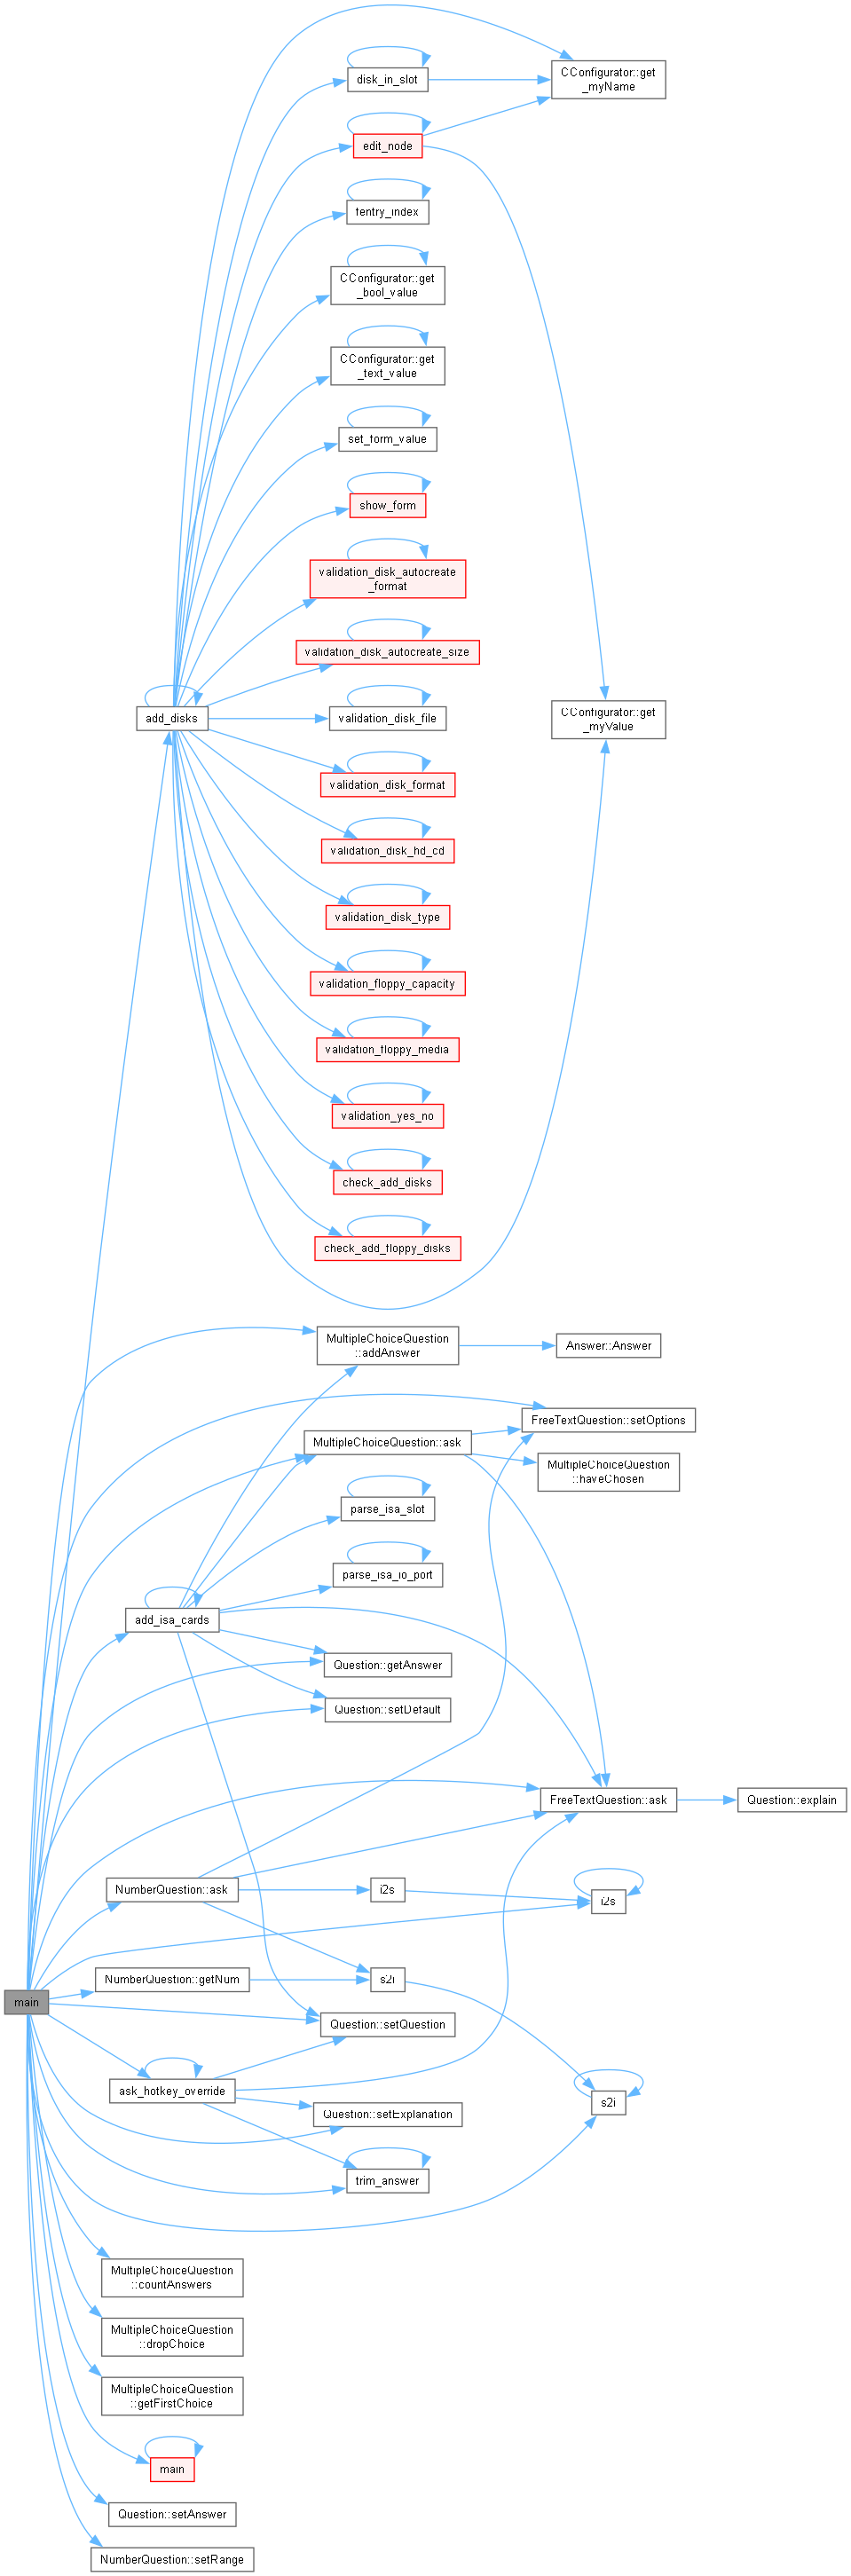 CConfigurator::get
_myName
disk_in_slot
edit_node
fentry_index
CConfigurator::get
_bool_value
CConfigurator::get
_text_value
set_form_value
show_form
validation_disk_autocreate
_format
validation_disk_autocreate_size
add_disks
validation_disk_file
CConfigurator::get
_myValue
validation_disk_format
validation_disk_hd_cd
validation_disk_type
validation_floppy_capacity
validation_floppy_media
validation_yes_no
check_add_disks
check_add_floppy_disks
MultipleChoiceQuestion
::addAnswer
Answer::Answer
FreeTextQuestion::setOptions
MultipleChoiceQuestion::ask
MultipleChoiceQuestion
::haveChosen
parse_isa_slot
parse_isa_io_port
add_isa_cards
Question::getAnswer
Question::setDefault
FreeTextQuestion::ask
Question::explain
NumberQuestion::ask
i2s
i2s
NumberQuestion::getNum
s2i
main
Question::setQuestion
ask_hotkey_override
s2i
Question::setExplanation
trim_answer
MultipleChoiceQuestion
::countAnswers
MultipleChoiceQuestion
::dropChoice
MultipleChoiceQuestion
::getFirstChoice
main
Question::setAnswer
NumberQuestion::setRange